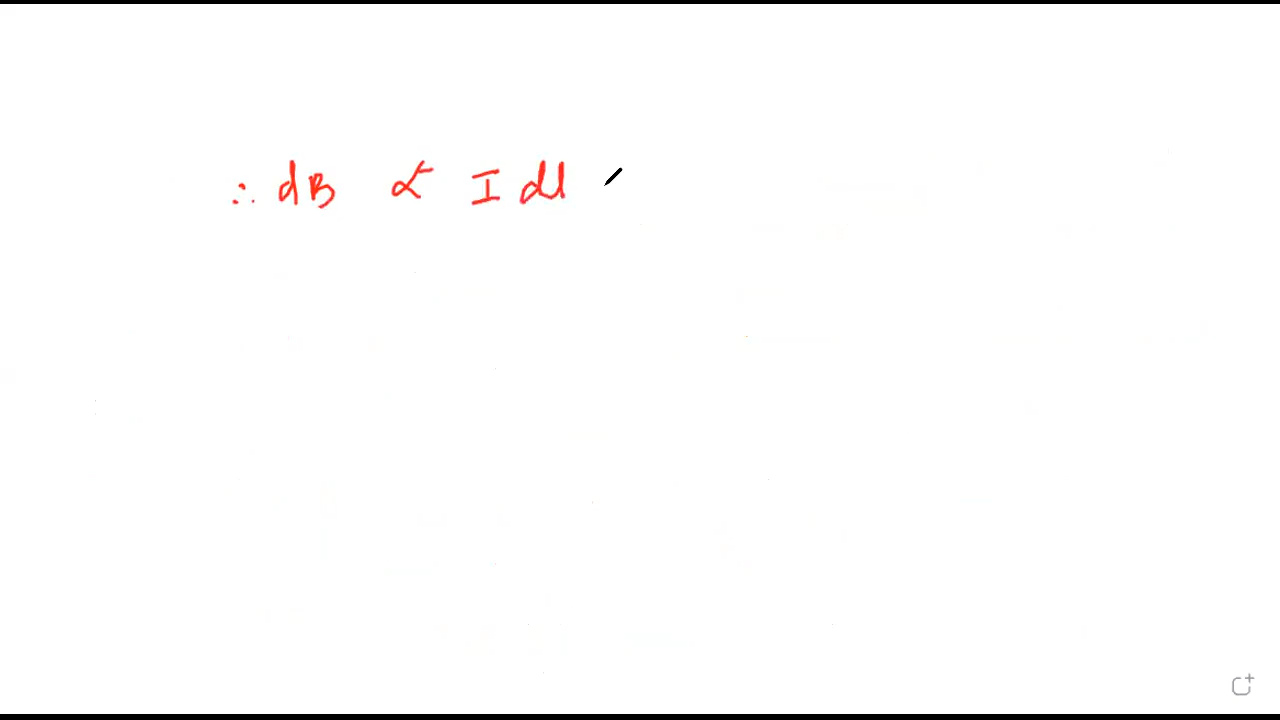 ∴ dB ∝ I dl